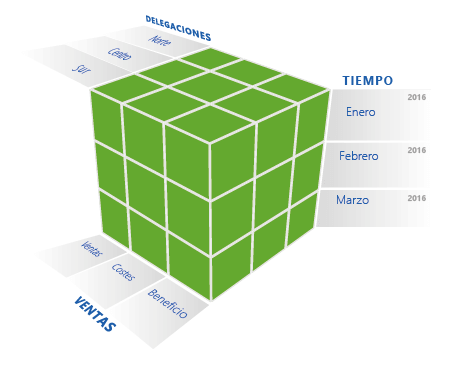 DELEGACIONES
Norte
Centro
Sur
TIEMPO
2016
Enero
2016
Febrero
2016
Marzo
Ventas
Costes
Beneficio
VENTAS